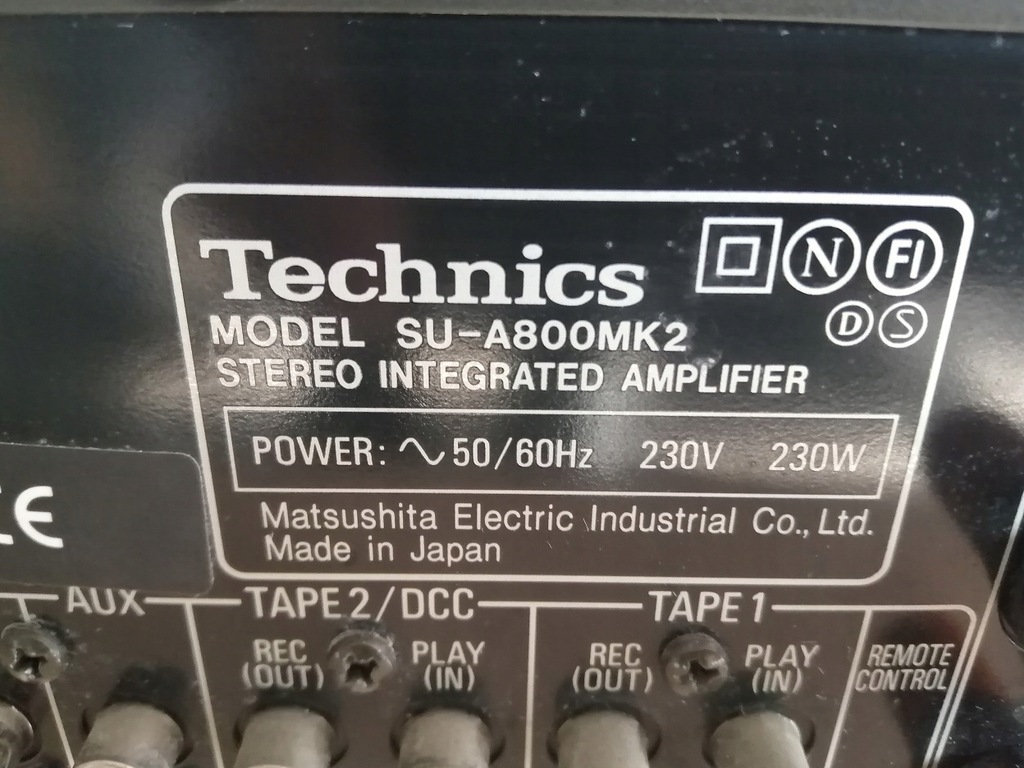 Technics N FI
D S
MODEL SU-A800MK2
STEREO INTEGRATED AMPLIFIER
POWER: ∿ 50/60Hz 230V 230W
CE
Matsushita Electric Industrial Co., Ltd.
Made in Japan
AUX TAPE 2/DCC TAPE 1
REC (OUT) PLAY (IN) REC (OUT) PLAY (IN) REMOTE CONTROL